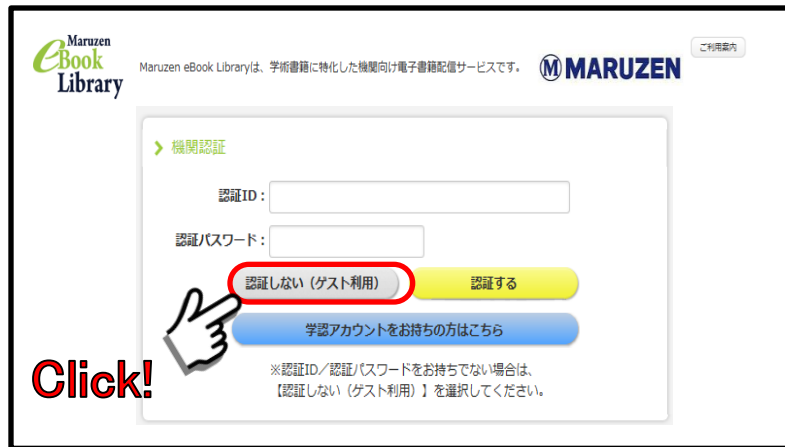 Maruzen
eBook
Library
Maruzen eBook Libraryは、学術書籍に特化した機関向け電子書籍配信サービスです。
M MARUZEN
ご利用案内
機関認証
認証ID：
認証パスワード：
認証しない（ゲスト利用）
認証する
学認アカウントをお持ちの方はこちら
Click!
※認証ID／認証パスワードをお持ちでない場合は、
【認証しない（ゲスト利用）】を選択してください。